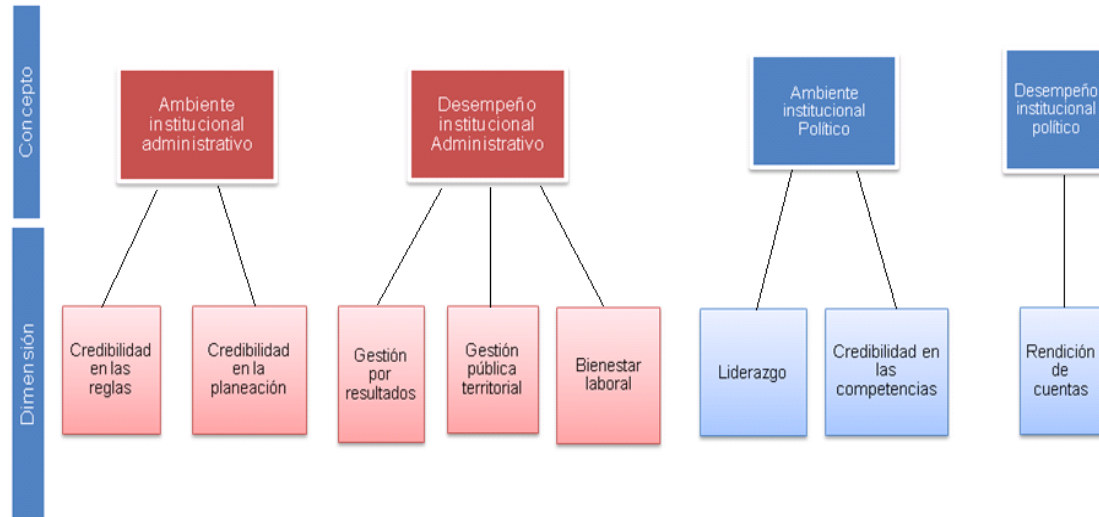 Concepto
Ambiente
institucional
administrativo
Desempeño
institucional
Administrativo
Ambiente
institucional
Político
Desempeño
institucional
político
Dimensión
Credibilidad
en las
reglas
Credibilidad
en la
planeación
Gestión
por
resultados
Gestión
pública
territorial
Bienestar
laboral
Liderazgo
Credibilidad en
las
competencias
Rendición
de
cuentas